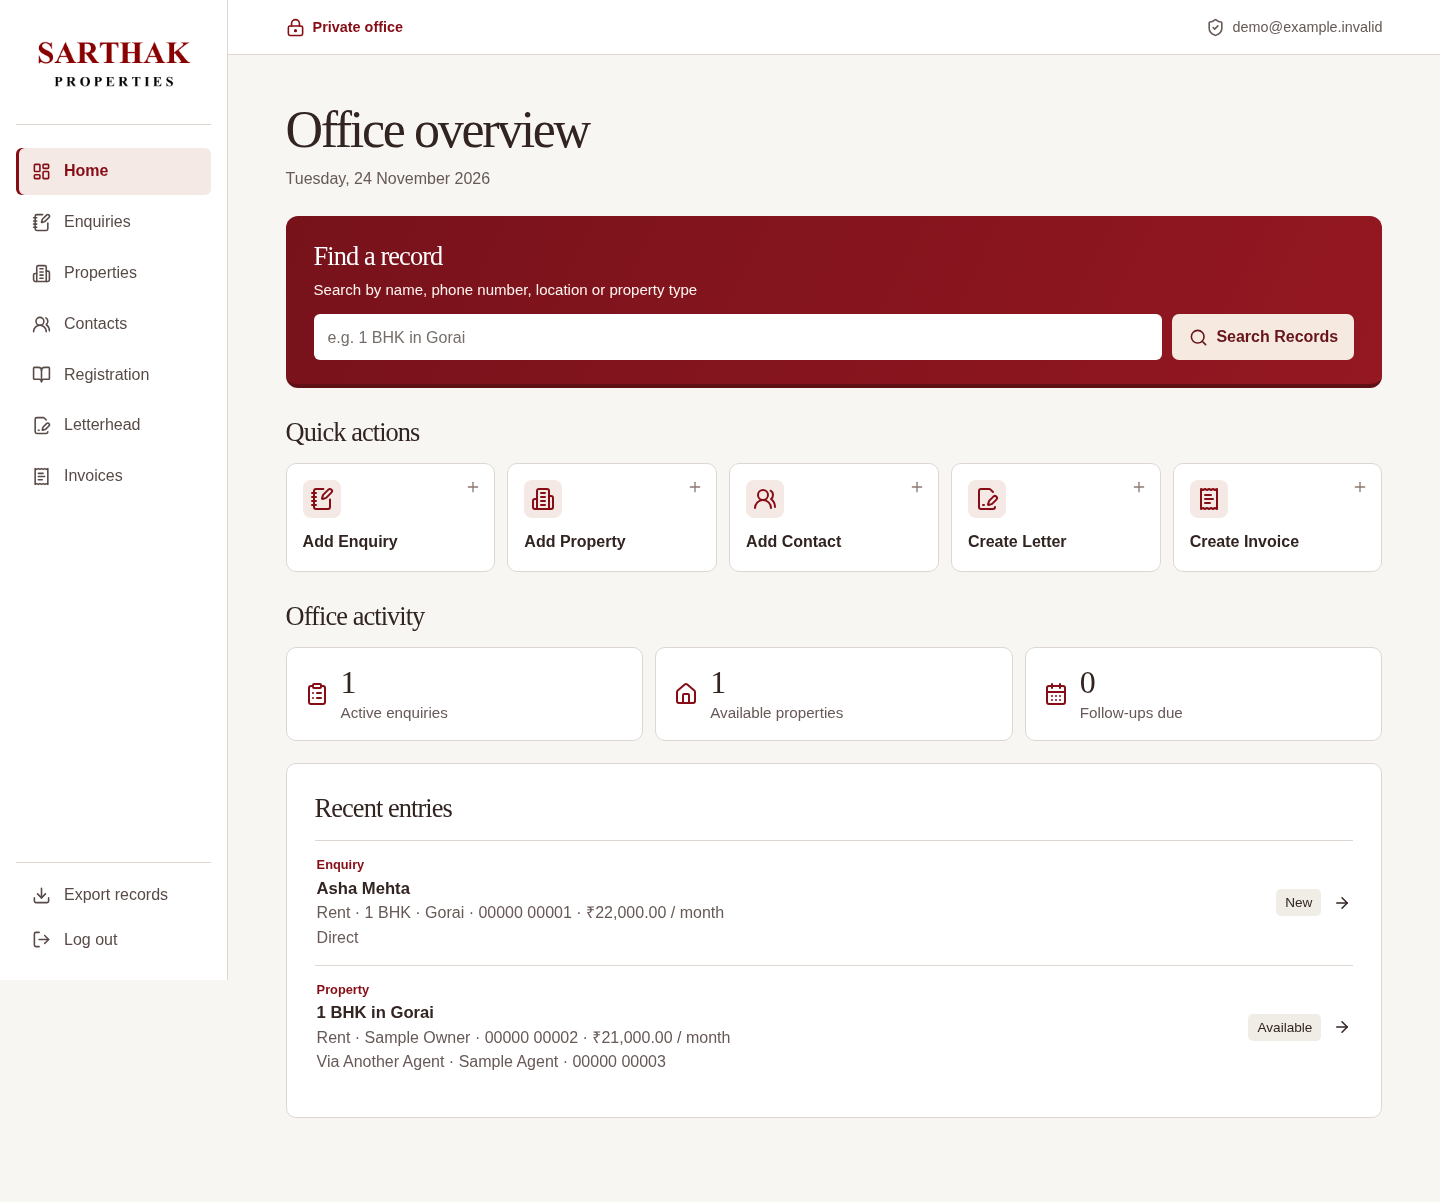 SARTHAK
PROPERTIES
Home
Enquiries
Properties
Contacts
Registration
Letterhead
Invoices
Export records
Log out
Private office
demo@example.invalid
Office overview
Tuesday, 24 November 2026
Find a record
Search by name, phone number, location or property type
e.g. 1 BHK in Gorai
Search Records
Quick actions
Add Enquiry
Add Property
Add Contact
Create Letter
Create Invoice
Office activity
1
Active enquiries
1
Available properties
0
Follow-ups due
Recent entries
Enquiry
Asha Mehta
Rent · 1 BHK · Gorai · 00000 00001 · ₹22,000.00 / month
Direct
New
Property
1 BHK in Gorai
Rent · Sample Owner · 00000 00002 · ₹21,000.00 / month
Via Another Agent · Sample Agent · 00000 00003
Available